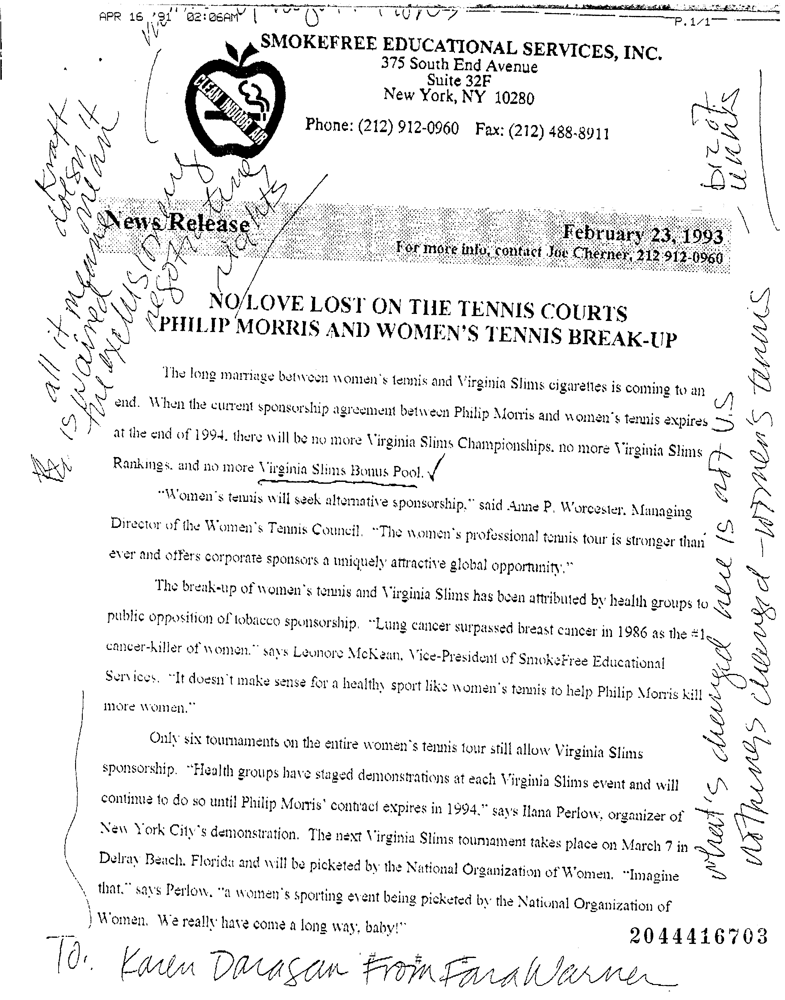 APR 16 '91 02:06AM
P.1/1
SMOKEFREE EDUCATIONAL SERVICES, INC.
375 South End Avenue
Suite 32F
New York, NY 10280
Phone: (212) 912-0960 Fax: (212) 488-8911
CLEAN INDOOR AIR
News Release
February 23, 1993
For more info, contact Joe Cherner, 212 912-0960
NO LOVE LOST ON THE TENNIS COURTS
PHILIP MORRIS AND WOMEN'S TENNIS BREAK-UP
The long marriage between women's tennis and Virginia Slims cigarettes is coming to an
end. When the current sponsorship agreement between Philip Morris and women's tennis expires
at the end of 1994, there will be no more Virginia Slims Championships, no more Virginia Slims
Rankings, and no more Virginia Slims Bonus Pool. ✓
"Women's tennis will seek alternative sponsorship," said Anne P. Worcester, Managing
Director of the Women's Tennis Council. "The women's professional tennis tour is stronger than
ever and offers corporate sponsors a uniquely attractive global opportunity."
The break-up of women's tennis and Virginia Slims has been attributed by health groups to
public opposition of tobacco sponsorship. "Lung cancer surpassed breast cancer in 1986 as the #1
cancer-killer of women," says Leonore McKean, Vice-President of SmokeFree Educational
Services. "It doesn't make sense for a healthy sport like women's tennis to help Philip Morris kill
more women."
Only six tournaments on the entire women's tennis tour still allow Virginia Slims
sponsorship. "Health groups have staged demonstrations at each Virginia Slims event and will
continue to do so until Philip Morris' contract expires in 1994," says Ilana Perlow, organizer of
New York City's demonstration. The next Virginia Slims tournament takes place on March 7 in
Delray Beach, Florida and will be picketed by the National Organization of Women. "Imagine
that," says Perlow, "a women's sporting event being picketed by the National Organization of
Women. We really have come a long way, baby!"
2044416703
To: Karen Daragan From Fara Warner
all it means
is waived
the exclusionary
negotiating
rights
Kraft
doesn't
mean it
biz of
tennis
what's changed here is not U.S
nothings changed - women's tennis